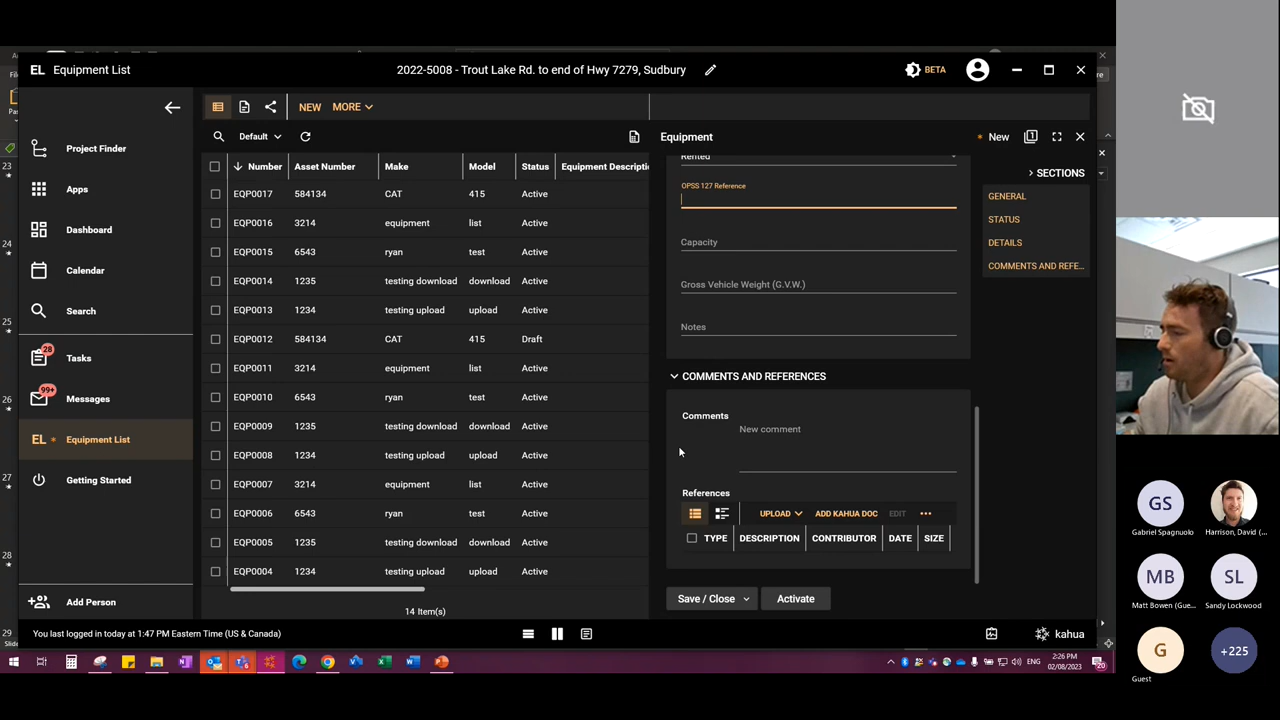 EL Equipment List
2022-5008 - Trout Lake Rd. to end of Hwy 7279, Sudbury
BETA
Project Finder
Apps
Dashboard
Calendar
Search
28
Tasks
99+
Messages
EL * Equipment List
Getting Started
Add Person
NEW MORE
Default
Number Asset Number Make Model Status Equipment Descripti
EQP0017 584134 CAT 415 Active
EQP0016 3214 equipment list Active
EQP0015 6543 ryan test Active
EQP0014 1235 testing download download Active
EQP0013 1234 testing upload upload Active
EQP0012 584134 CAT 415 Draft
EQP0011 3214 equipment list Active
EQP0010 6543 ryan test Active
EQP0009 1235 testing download download Active
EQP0008 1234 testing upload upload Active
EQP0007 3214 equipment list Active
EQP0006 6543 ryan test Active
EQP0005 1235 testing download download Active
EQP0004 1234 testing upload upload Active
14 Item(s)
Equipment
* New
Rented
OPSS 127 Reference
Capacity
Gross Vehicle Weight (G.V.W.)
Notes
COMMENTS AND REFERENCES
Comments
New comment
References
UPLOAD ADD KAHUA DOC EDIT ...
TYPE DESCRIPTION CONTRIBUTOR DATE SIZE
Save / Close Activate
SECTIONS
GENERAL
STATUS
DETAILS
COMMENTS AND REFE...
You last logged in today at 1:47 PM Eastern Time (US & Canada)
kahua
23
24
25
26
27
28
29
ENG
2:26 PM
02/08/2023
20
GS
Gabriel Spagnuolo
Harrison, David (...
MB
Matt Bowen (Gue...
SL
Sandy Lockwood
G
Guest
+225